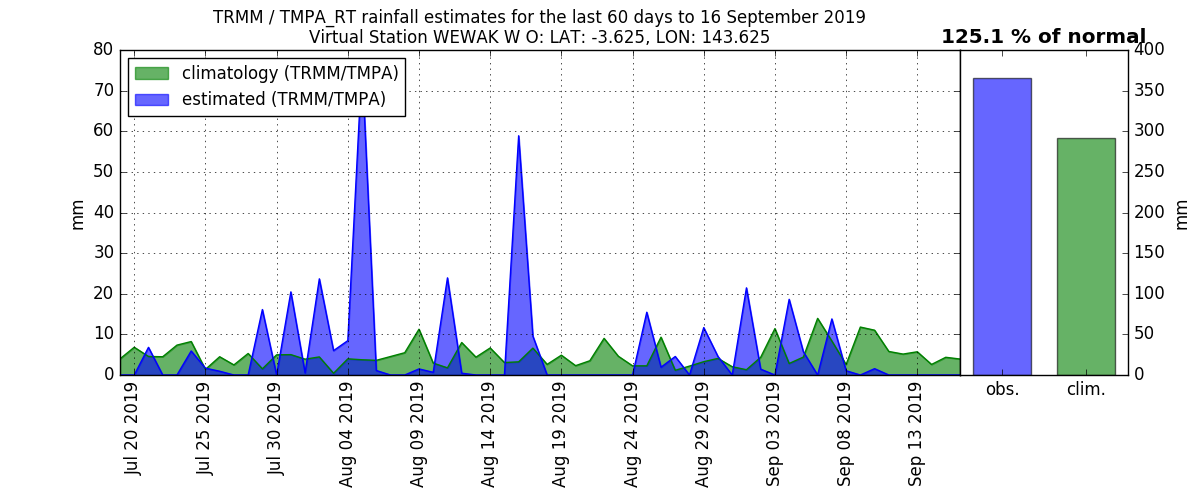 TRMM / TMPA_RT rainfall estimates for the last 60 days to 16 September 2019
Virtual Station WEWAK W O: LAT: -3.625, LON: 143.625
125.1 % of normal
climatology (TRMM/TMPA)
estimated (TRMM/TMPA)
80
70
60
50
40
30
20
10
0
mm
Jul 20 2019
Jul 25 2019
Jul 30 2019
Aug 04 2019
Aug 09 2019
Aug 14 2019
Aug 19 2019
Aug 24 2019
Aug 29 2019
Sep 03 2019
Sep 08 2019
Sep 13 2019
obs.
clim.
400
350
300
250
200
150
100
50
0
mm